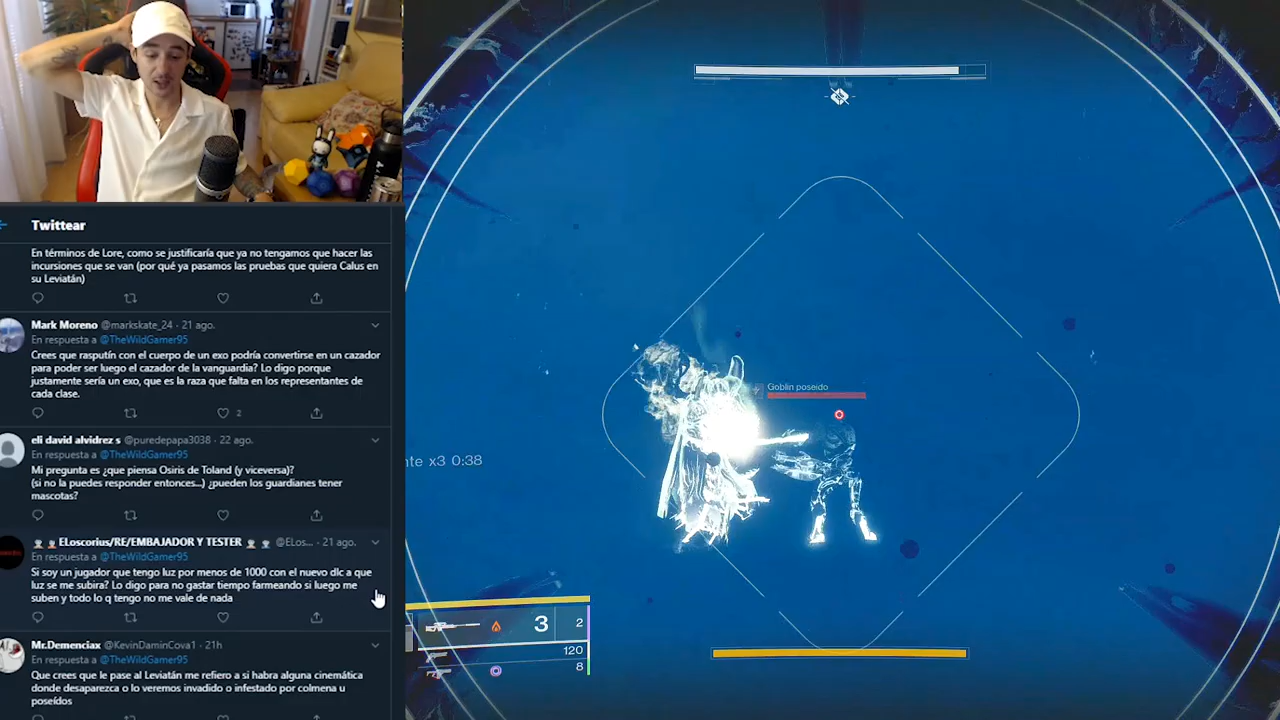 Twittear
En términos de Lore, como se justificaría que ya no tengamos que hacer las
incursiones que se van (por qué ya pasamos las pruebas que quiera Calus en
su Leviatán)
Mark Moreno @markskate_24 · 21 ago.
En respuesta a @TheWildGamer95
Crees que rasputín con el cuerpo de un exo podría convertirse en un cazador
para poder ser luego el cazador de la vanguardia? Lo digo porque
justamente sería un exo, que es la raza que falta en los representantes de
cada clase.
2
eli david alvidrez s @puredepapa3038 · 22 ago.
En respuesta a @TheWildGamer95
Mi pregunta es ¿que piensa Osiris de Toland (y viceversa)?
(si no la puedes responder entonces...) ¿pueden los guardianes tener
mascotas?
ELoscorius/RE/EMBAJADOR Y TESTER @ELos... · 21 ago.
En respuesta a @TheWildGamer95
Si soy un jugador que tengo luz por menos de 1000 con el nuevo dlc a que
luz se me subira? Lo digo para no gastar tiempo farmeando si luego me
suben y todo lo q tengo no me vale de nada
Mr.Demenciax @KevinDaminCova1 · 21h
En respuesta a @TheWildGamer95
Que crees que le pase al Leviatán me refiero a si habra alguna cinemática
donde desaparezca o lo veremos invadido o infestado por colmena u
poseídos
Goblin poseído
nte x3 0:38
3 2
120
8